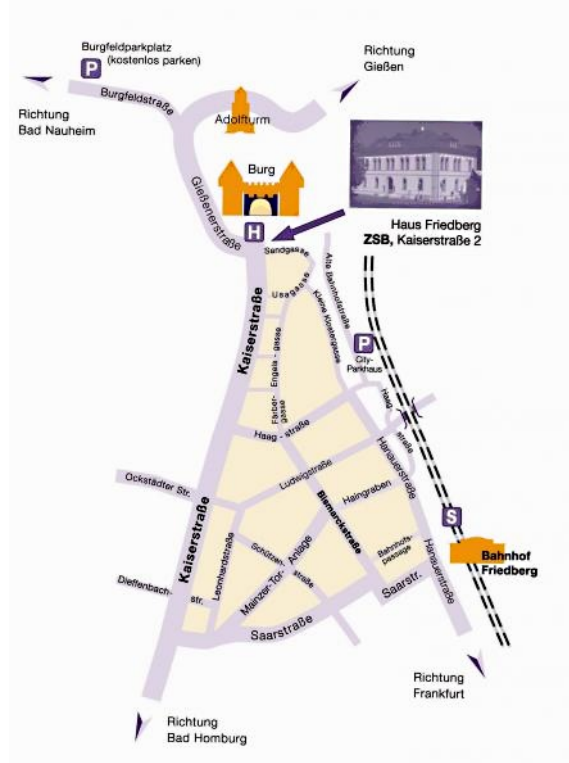 Burgfeldparkplatz
(kostenlos parken)
P
Richtung
Gießen
Burgfeldstraße
Richtung
Bad Nauheim
Adolfturm
Burg
Gießenerstraße
H
Haus Friedberg
ZSB, Kaiserstraße 2
Sandgasse
Alte Bahnhofstraße
Usagasse
Kleine Klostergasse
Kaiserstraße
P
City-
Parkhaus
Engels-gasse
Färber-
gasse
Haag-
straße
Haag-straße
Hanauerstraße
Ludwigstraße
Ockstädter Str.
Haingraben
Bismarckstraße
S
Kaiserstraße
Leonhardstraße
Schützen-
straße
Mainzer-Tor-Anlage
Bahnhofs-
passage
Hanauerstraße
Bahnhof
Friedberg
Dieffenbach-
str.
Saarstr.
Saarstraße
Richtung
Frankfurt
Richtung
Bad Homburg